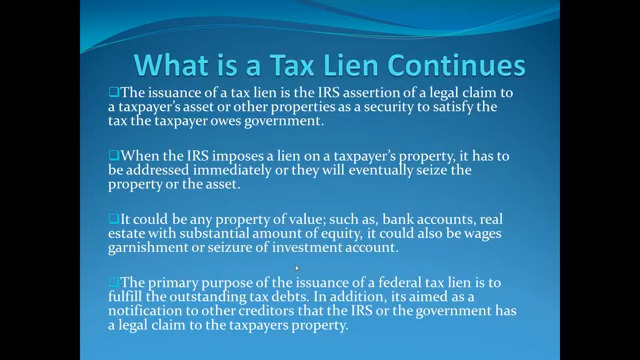 What is a Tax Lien Continues
The issuance of a tax lien is the IRS assertion of a legal claim to
a taxpayer's asset or other properties as a security to satisfy the
tax the taxpayer owes government.
When the IRS imposes a lien on a taxpayer's property, it has to
be addressed immediately or they will eventually seize the
property or the asset.
It could be any property of value; such as, bank accounts, real
estate with substantial amount of equity, it could also be wages
garnishment or seizure of investment account.
The primary purpose of the issuance of a federal tax lien is to
fulfill the outstanding tax debts. In addition, its aimed as a
notification to other creditors that the IRS or the government has
a legal claim to the taxpayers property.